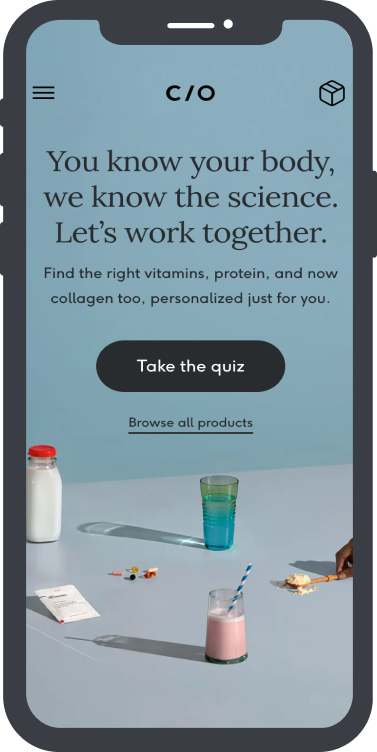 C/O
You know your body,
we know the science.
Let's work together.
Find the right vitamins, protein, and now
collagen too, personalized just for you.
Take the quiz
Browse all products